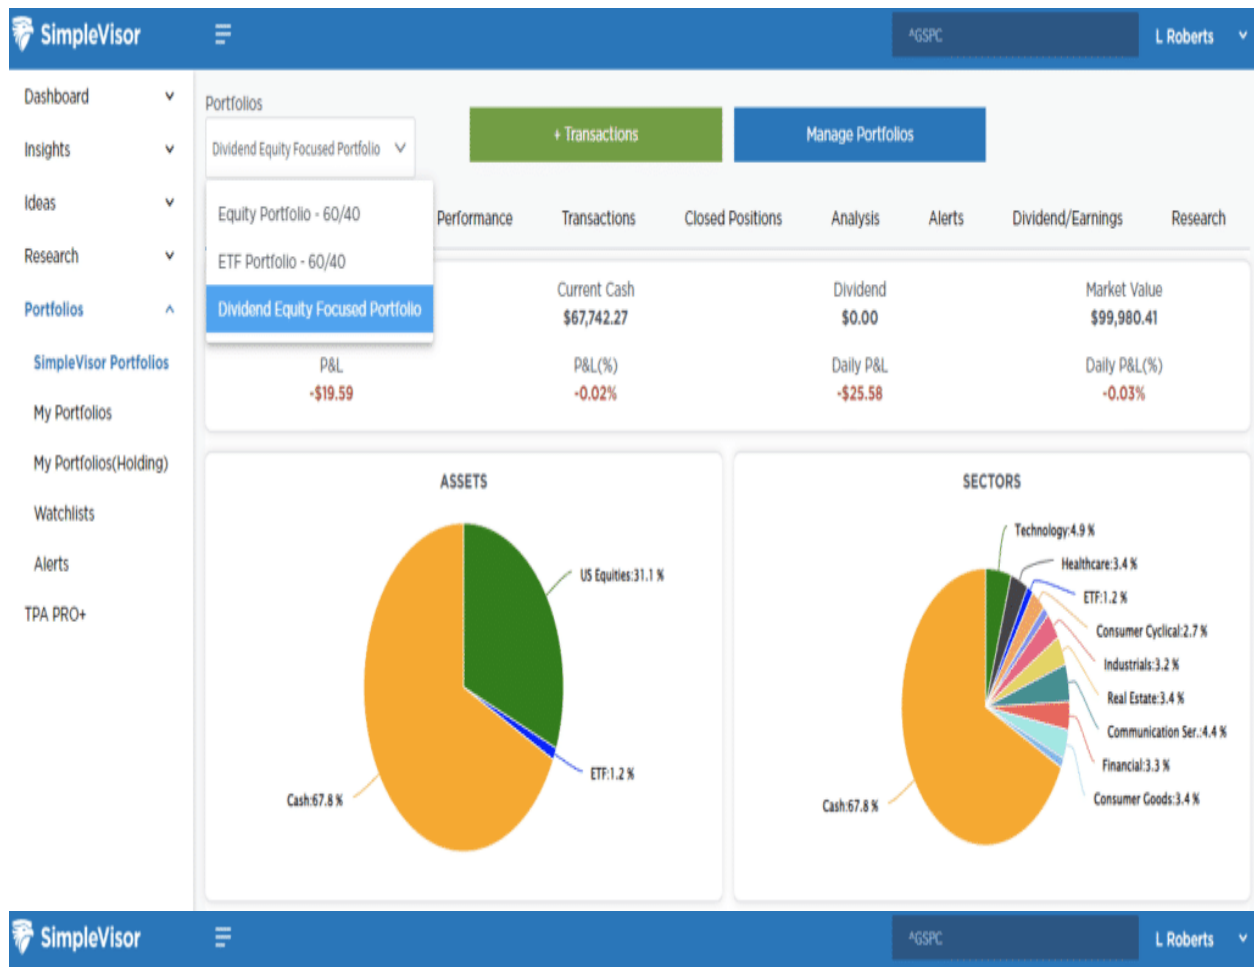 SimpleVisor
^GSPC
L Roberts
Dashboard
Insights
Ideas
Research
Portfolios
SimpleVisor Portfolios
My Portfolios
My Portfolios(Holding)
Watchlists
Alerts
TPA PRO+
Portfolios
Dividend Equity Focused Portfolio
+ Transactions
Manage Portfolios
Equity Portfolio - 60/40
ETF Portfolio - 60/40
Dividend Equity Focused Portfolio
Performance Transactions Closed Positions Analysis Alerts Dividend/Earnings Research
Current Cash Dividend Market Value
$67,742.27 $0.00 $99,980.41
P&L P&L(%) Daily P&L Daily P&L(%)
-$19.59 -0.02% -$25.58 -0.03%
ASSETS
US Equities:31.1 %
ETF:1.2 %
Cash:67.8 %
SECTORS
Technology:4.9 %
Healthcare:3.4 %
ETF:1.2 %
Consumer Cyclical:2.7 %
Industrials:3.2 %
Real Estate:3.4 %
Communication Ser.:4.4 %
Financial:3.3 %
Consumer Goods:3.4 %
Cash:67.8 %
SimpleVisor
^GSPC
L Roberts